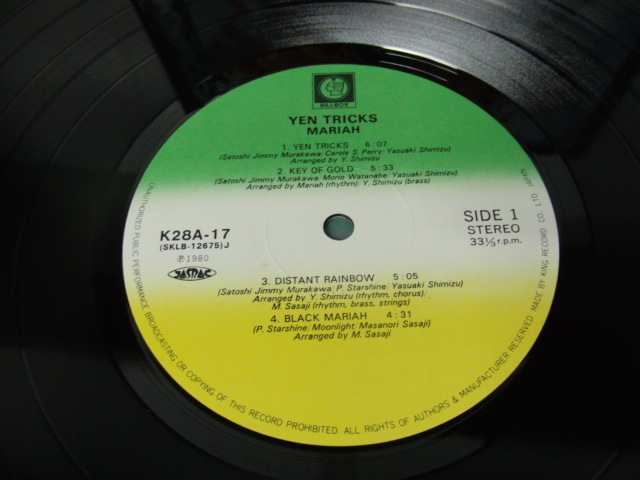 BILLBOX
YEN TRICKS
MARIAH
1. YEN TRICKS 6:07
(Satoshi Jimmy Murakawa: Carole S. Perry: Yasuaki Shimizu)
Arranged by Y. Shimizu
2. KEY OF GOLD 5:33
(Satoshi Jimmy Murakawa: Morio Watanabe: Yasuaki Shimizu)
Arranged by Mariah (rhythm): Y. Shimizu (brass)
K28A-17
(SKLB-12675)J
Ⓟ1980
JASRAC
SIDE 1
STEREO
33⅓ r.p.m.
3. DISTANT RAINBOW 5:05
(Satoshi Jimmy Murakawa: P. Starshine: Yasuaki Shimizu)
Arranged by Y. Shimizu (rhythm, chorus)
M. Sasaji (rhythm, brass, strings)
4. BLACK MARIAH 4:31
(P. Starshine: Moonlight: Masanori Sasaji)
Arranged by M. Sasaji
UNAUTHORIZED PUBLIC PERFORMANCE BROADCASTING OR COPYING OF THIS RECORD PROHIBITED. ALL RIGHTS OF AUTHORS & MANUFACTURER RESERVED. MADE BY KING RECORD CO. LTD. JAPAN.